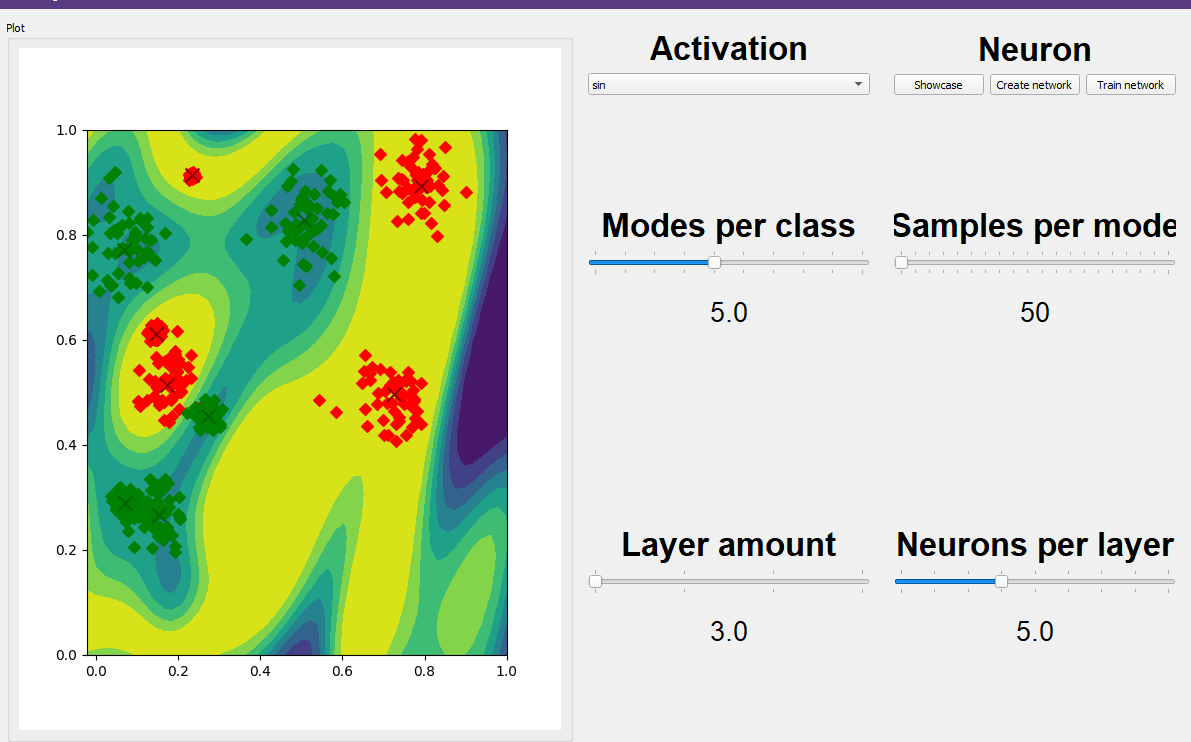 Plot
Activation
Neuron
sin
Showcase
Create network
Train network
Modes per class
Samples per mode
5.0
50
Layer amount
Neurons per layer
3.0
5.0
1.0
0.8
0.6
0.4
0.2
0.0
0.0 0.2 0.4 0.6 0.8 1.0